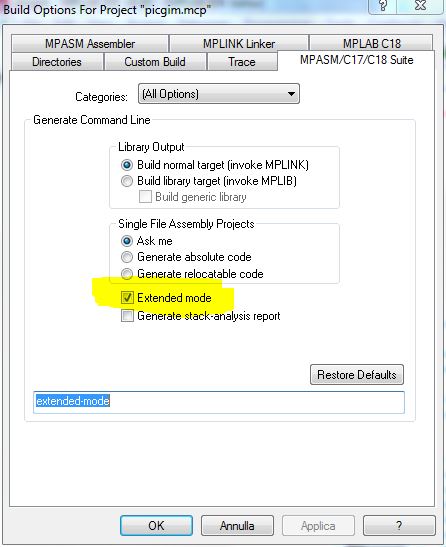 Build Options For Project "picgim.mcp"
?
MPASM Assembler
MPLINK Linker
MPLAB C18
Directories
Custom Build
Trace
MPASM/C17/C18 Suite
Categories:
(All Options)
Generate Command Line
Library Output
Build normal target (invoke MPLINK)
Build library target (invoke MPLIB)
Build generic library
Single File Assembly Projects
Ask me
Generate absolute code
Generate relocatable code
Extended mode
Generate stack-analysis report
Restore Defaults
extended-mode
OK
Annulla
Applica
?